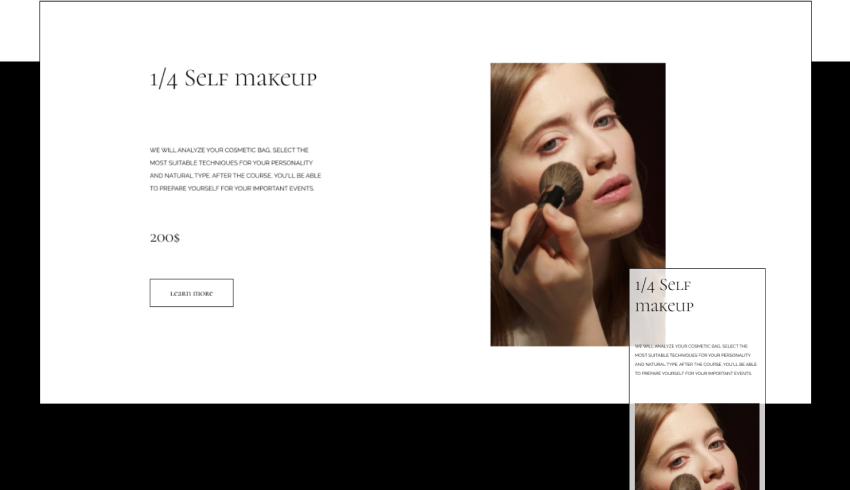 1/4 Self makeup
WE WILL ANALYZE YOUR COSMETIC BAG, SELECT THE
MOST SUITABLE TECHNIQUES FOR YOUR PERSONALITY
AND NATURAL TYPE. AFTER THE COURSE, YOU'LL BE ABLE
TO PREPARE YOURSELF FOR YOUR IMPORTANT EVENTS.
200$
Learn more
1/4 Self
makeup
WE WILL ANALYZE YOUR COSMETIC BAG, SELECT THE
MOST SUITABLE TECHNIQUES FOR YOUR PERSONALITY
AND NATURAL TYPE. AFTER THE COURSE, YOU'LL BE ABLE
TO PREPARE YOURSELF FOR YOUR IMPORTANT EVENTS.